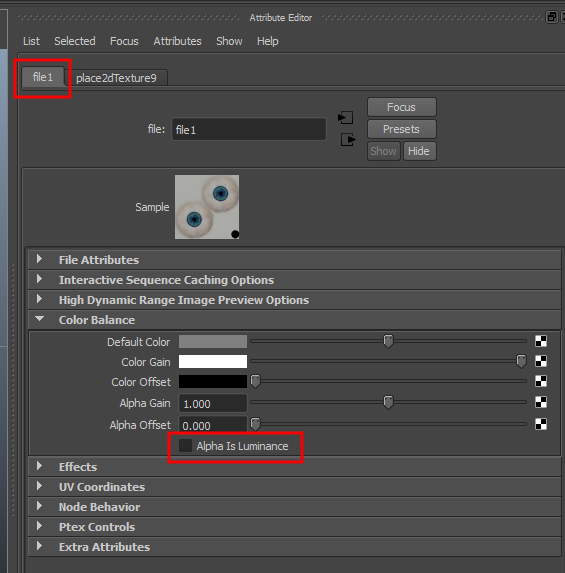 Attribute Editor
List Selected Focus Attributes Show Help
file1 place2dTexture9
Focus
file: file1
Presets
Show Hide
Sample
File Attributes
Interactive Sequence Caching Options
High Dynamic Range Image Preview Options
Color Balance
Default Color
Color Gain
Color Offset
Alpha Gain 1.000
Alpha Offset 0.000
Alpha Is Luminance
Effects
UV Coordinates
Node Behavior
Ptex Controls
Extra Attributes